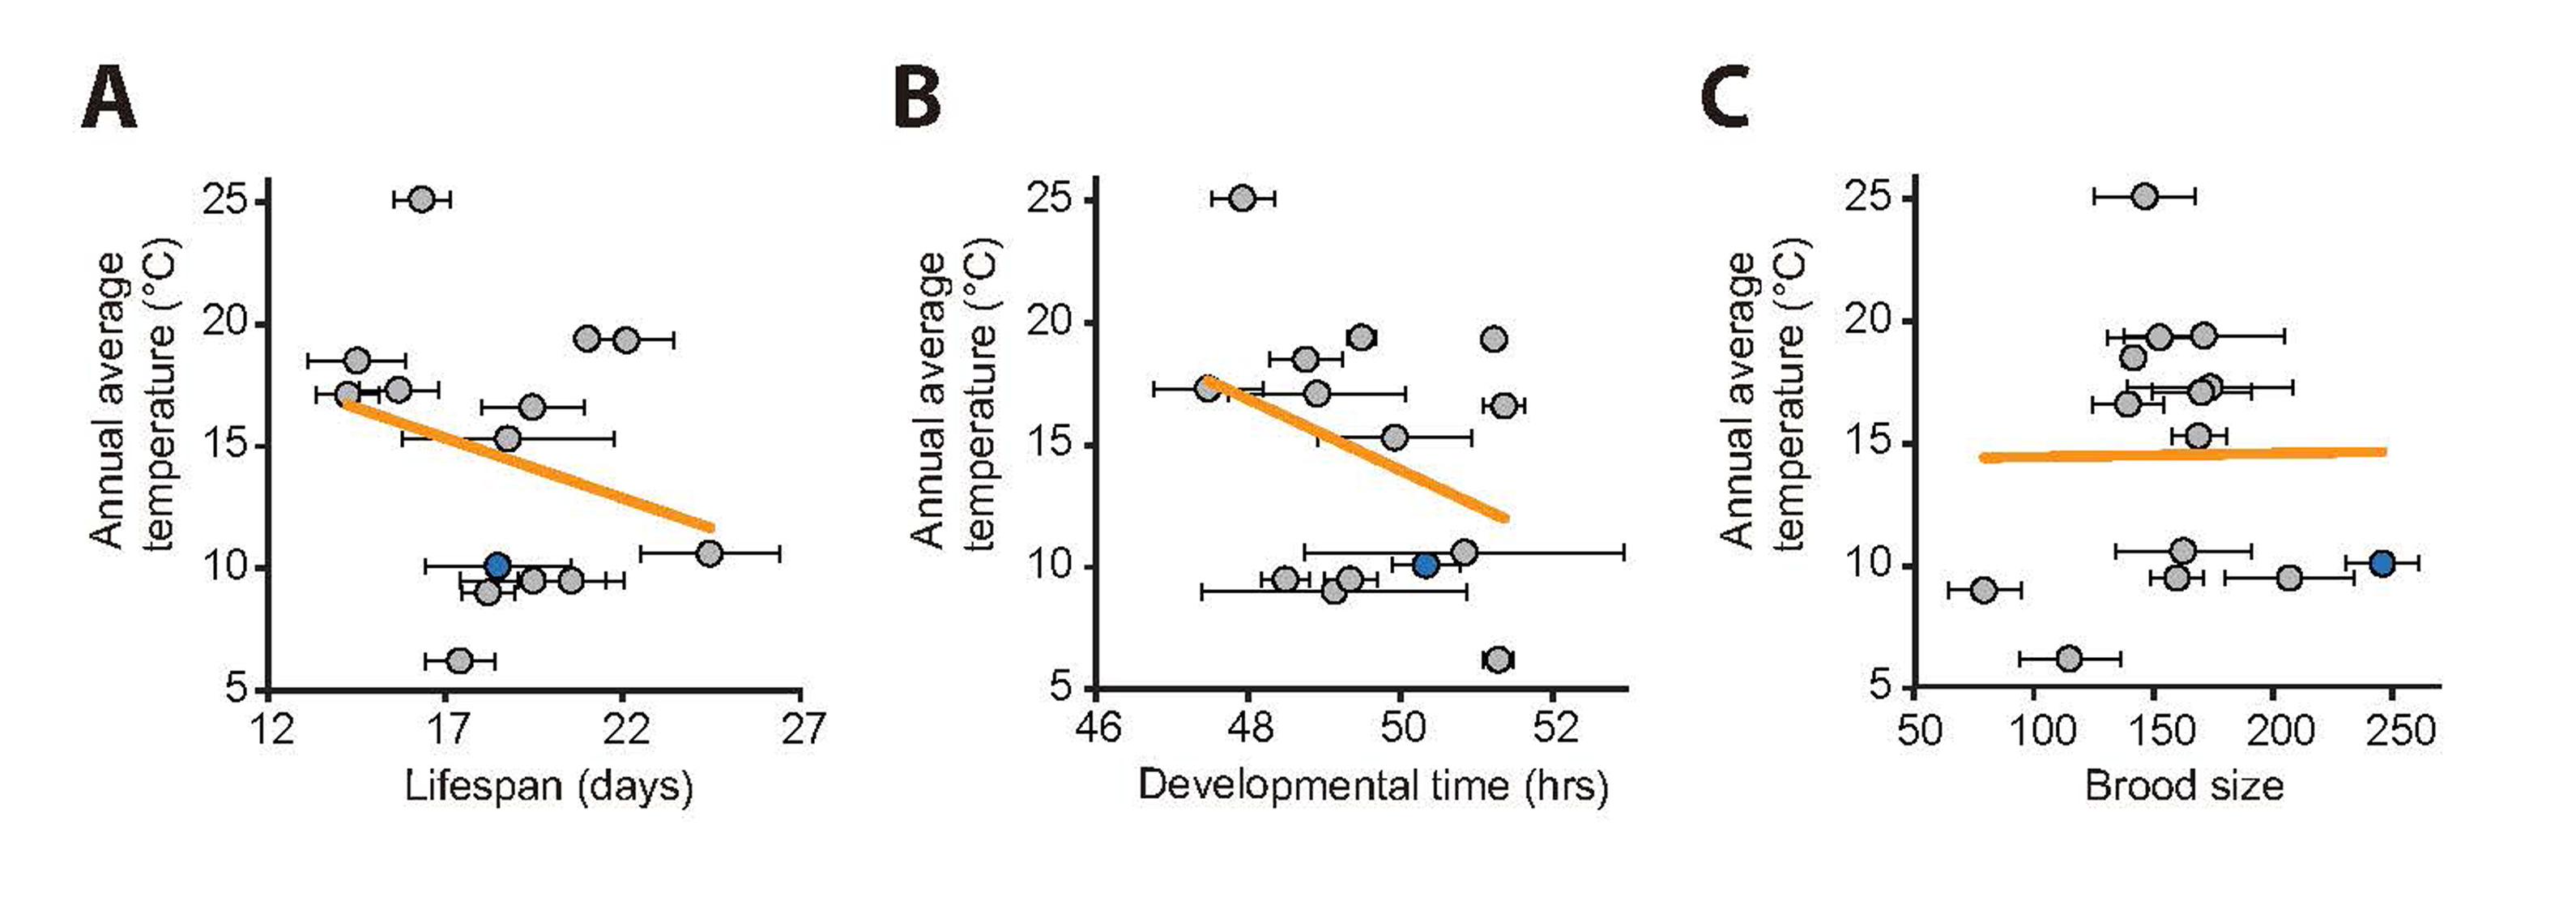 A
Annual average
temperature (°C)
25
20
15
10
5
12 17 22 27
Lifespan (days)
B
Annual average
temperature (°C)
25
20
15
10
5
46 48 50 52
Developmental time (hrs)
C
Annual average
temperature (°C)
25
20
15
10
5
50 100 150 200 250
Brood size